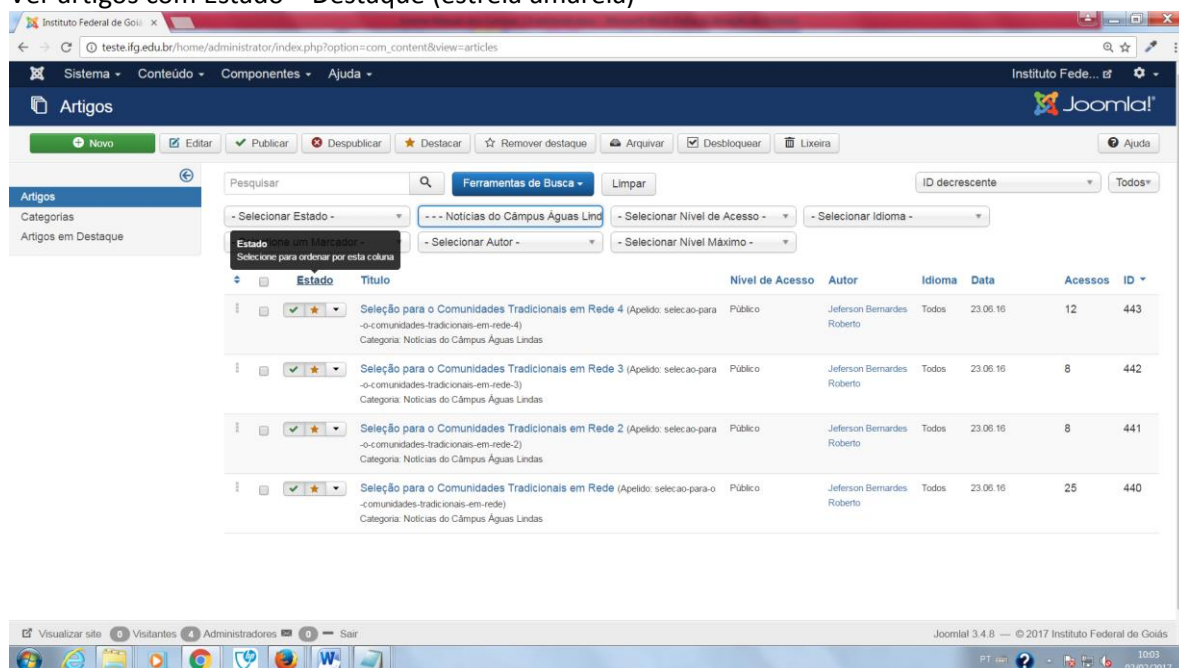 Ver artigos com Estado – Destaque (estrela amarela)
Instituto Federal de Goiá ×
teste.ifg.edu.br/home/administrator/index.php?option=com_content&view=articles
Sistema Conteúdo Componentes Ajuda Instituto Fede...
Artigos Joomla!
Novo Editar Publicar Despublicar Destacar Remover destaque Arquivar Desbloquear Lixeira Ajuda
Pesquisar Ferramentas de Busca Limpar ID decrescente Todos
Artigos
Categorias - Selecionar Estado - - - - Notícias do Câmpus Águas Lind - Selecionar Nível de Acesso - - Selecionar Idioma -
Artigos em Destaque - Selecionar Autor - - Selecionar Nível Máximo -
Estado
Selecione para ordenar por esta coluna
Estado Título Nível de Acesso Autor Idioma Data Acessos ID
Seleção para o Comunidades Tradicionais em Rede 4 (Apelido: selecao-para Público Jeferson Bernardes Todos 23.06.16 12 443
-o-comunidades-tradicionais-em-rede-4) Roberto
Categoria: Notícias do Câmpus Águas Lindas
Seleção para o Comunidades Tradicionais em Rede 3 (Apelido: selecao-para Público Jeferson Bernardes Todos 23.06.16 8 442
-o-comunidades-tradicionais-em-rede-3) Roberto
Categoria: Notícias do Câmpus Águas Lindas
Seleção para o Comunidades Tradicionais em Rede 2 (Apelido: selecao-para Público Jeferson Bernardes Todos 23.06.16 8 441
-o-comunidades-tradicionais-em-rede-2) Roberto
Categoria: Notícias do Câmpus Águas Lindas
Seleção para o Comunidades Tradicionais em Rede (Apelido: selecao-para-o Público Jeferson Bernardes Todos 23.06.16 25 440
-comunidades-tradicionais-em-rede) Roberto
Categoria: Notícias do Câmpus Águas Lindas
Visualizar site 0 Visitantes 4 Administradores 0 Sair Joomla! 3.4.8 — © 2017 Instituto Federal de Goiás
PT 10:03